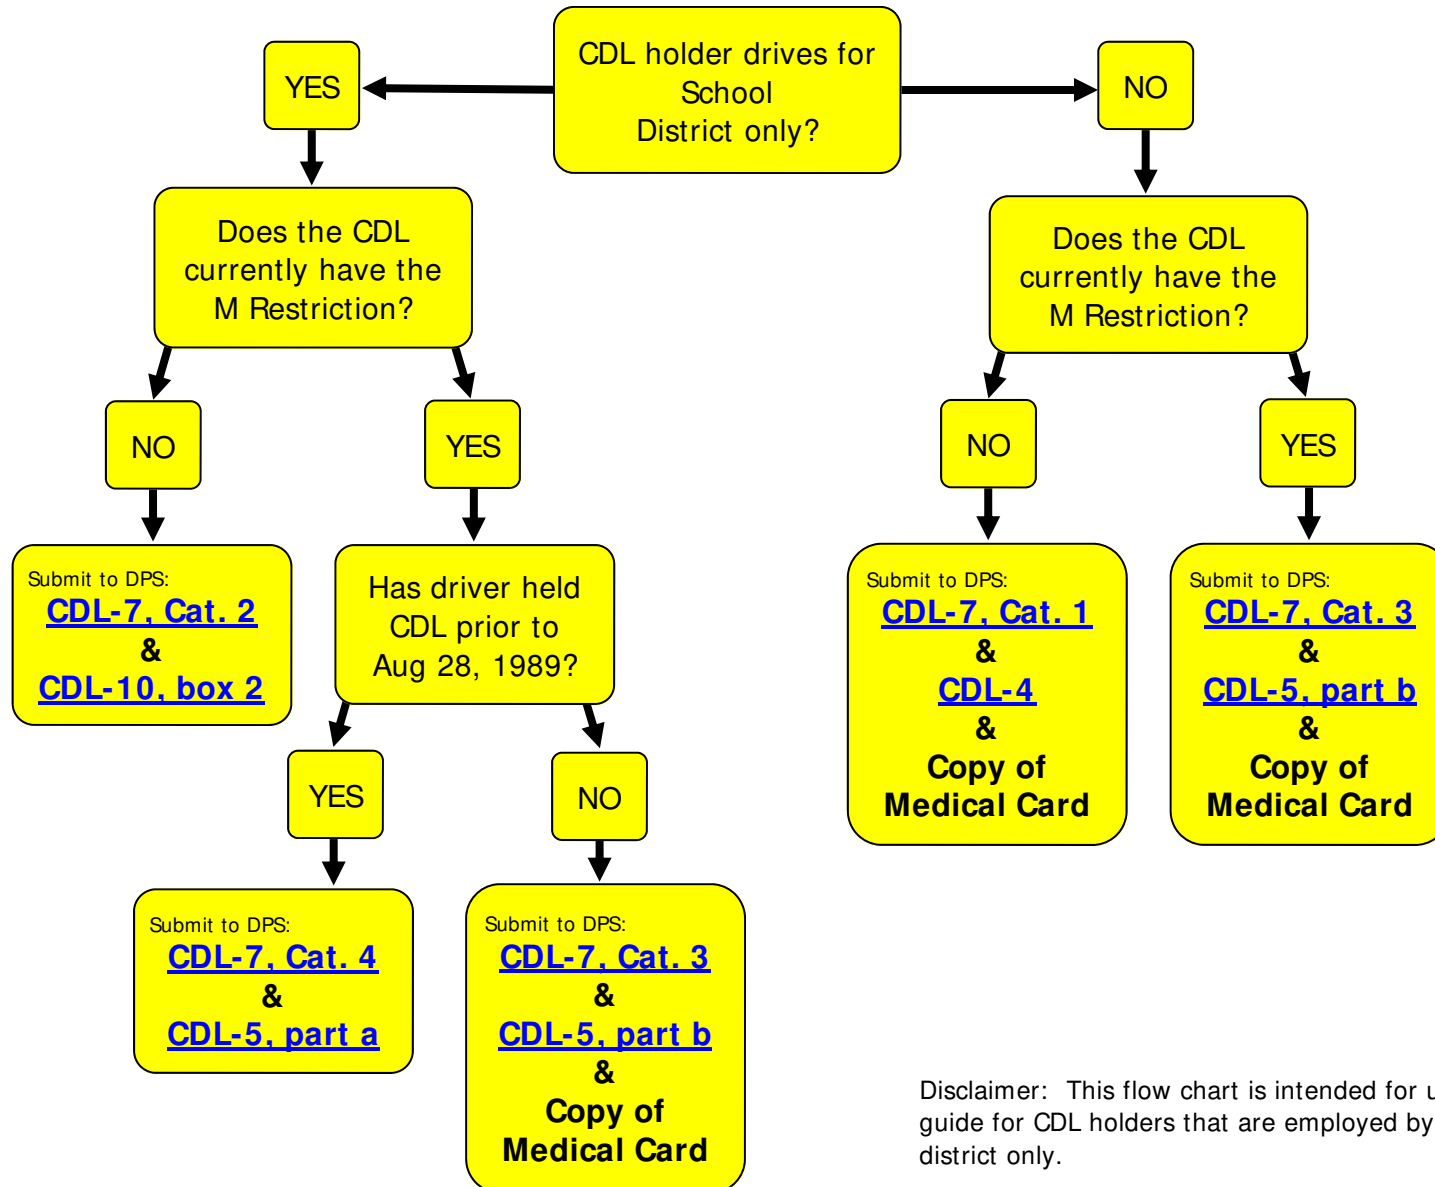 CDL holder drives for
School
District only?
YES
NO
Does the CDL
currently have the
M Restriction?
Does the CDL
currently have the
M Restriction?
NO
YES
NO
YES
Submit to DPS:
CDL-7, Cat. 2
&
CDL-10, box 2
Has driver held
CDL prior to
Aug 28, 1989?
Submit to DPS:
CDL-7, Cat. 1
&
CDL-4
&
Copy of
Medical Card
Submit to DPS:
CDL-7, Cat. 3
&
CDL-5, part b
&
Copy of
Medical Card
YES
NO
Submit to DPS:
CDL-7, Cat. 4
&
CDL-5, part a
Submit to DPS:
CDL-7, Cat. 3
&
CDL-5, part b
&
Copy of
Medical Card
Disclaimer: This flow chart is intended for
guide for CDL holders that are employed by
district only.